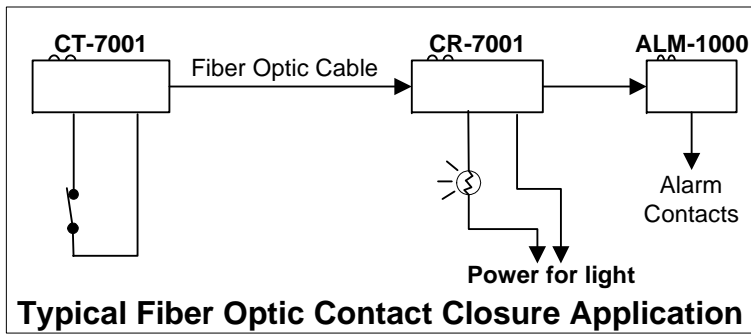 CT-7001
CR-7001
ALM-1000
Fiber Optic Cable
Alarm
Contacts
Power for light
Typical Fiber Optic Contact Closure Application